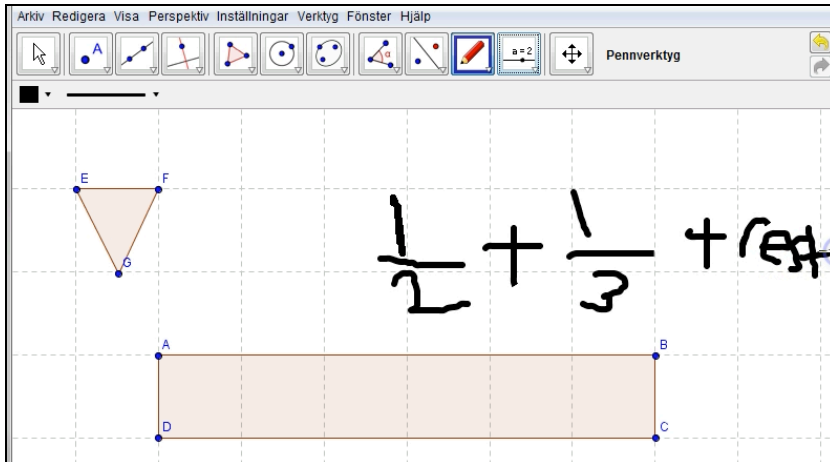 Arkiv Redigera Visa Perspektiv Inställningar Verktyg Fönster Hjälp
A α a = 2 Pennverktyg
E F
G
1/2 + 1/3 + rest
A B
D C